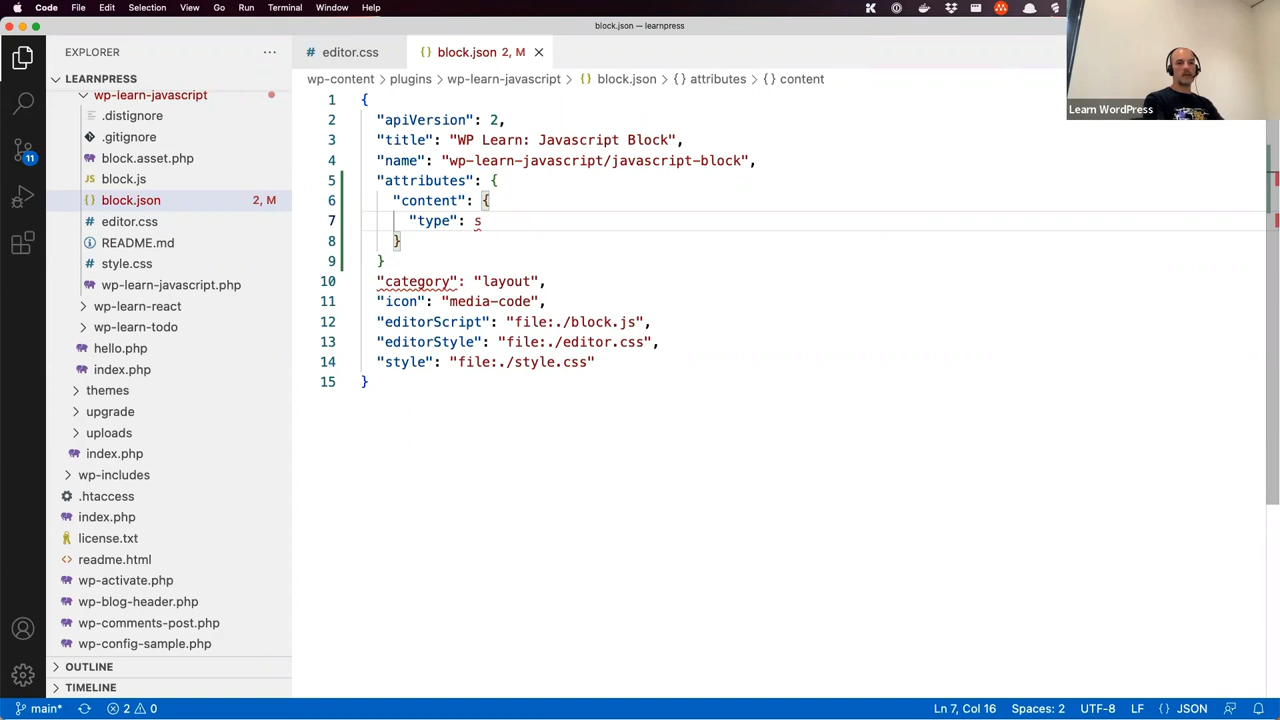 Code File Edit Selection View Go Run Terminal Window Help
block.json — learnpress
EXPLORER
editor.css
block.json 2, M
LEARNPRESS
wp-content > plugins > wp-learn-javascript > block.json > { } attributes > { } content
wp-learn-javascript
.distignore
.gitignore
block.asset.php
block.js
block.json 2, M
editor.css
README.md
style.css
wp-learn-javascript.php
wp-learn-react
wp-learn-todo
hello.php
index.php
themes
upgrade
uploads
index.php
wp-includes
.htaccess
index.php
license.txt
readme.html
wp-activate.php
wp-blog-header.php
wp-comments-post.php
wp-config-sample.php
OUTLINE
TIMELINE
11
1 {
2 "apiVersion": 2,
3 "title": "WP Learn: Javascript Block",
4 "name": "wp-learn-javascript/javascript-block",
5 "attributes": {
6 "content": {
7 "type": s
8 }
9 }
10 "category": "layout",
11 "icon": "media-code",
12 "editorScript": "file:./block.js",
13 "editorStyle": "file:./editor.css",
14 "style": "file:./style.css"
15 }
Learn WordPress
main* 2 0 Ln 7, Col 16 Spaces: 2 UTF-8 LF { } JSON